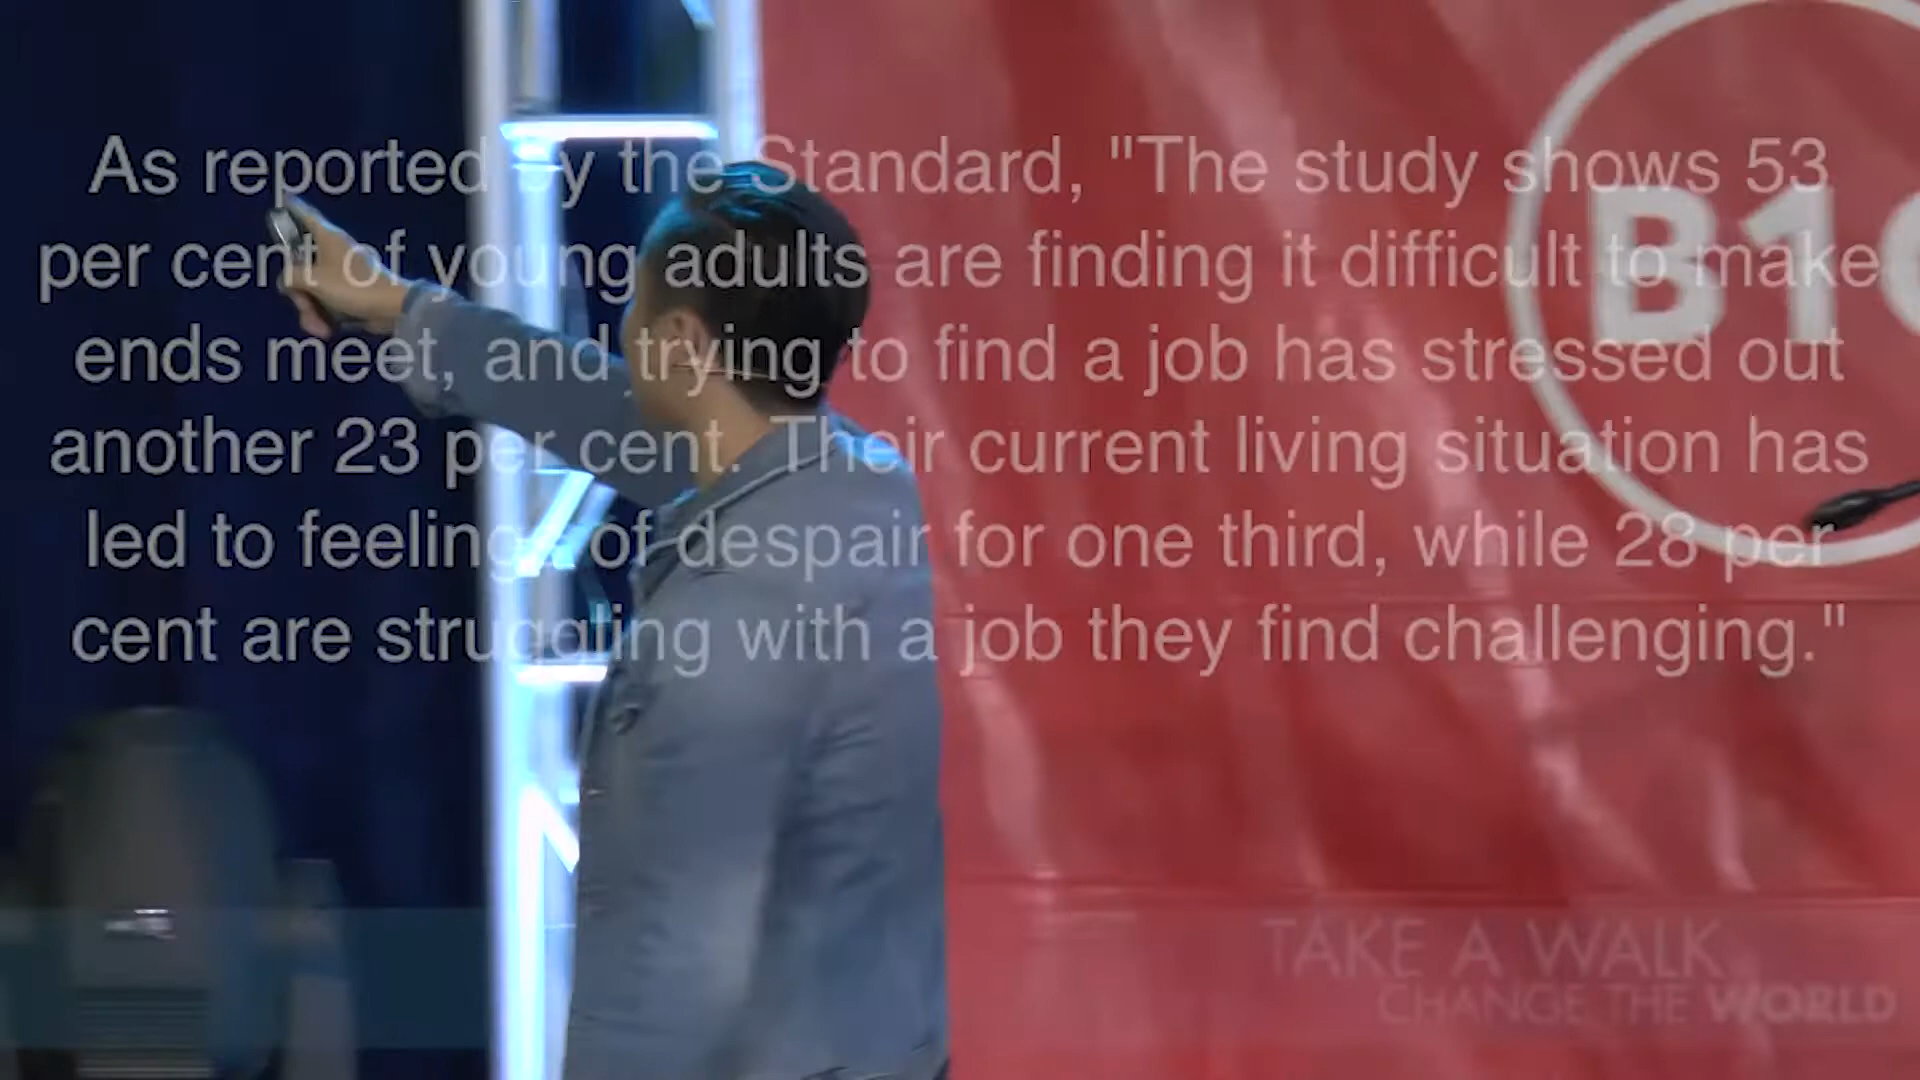 As reported by the Standard, "The study shows 53
per cent of young adults are finding it difficult to make
ends meet, and trying to find a job has stressed out
another 23 per cent. Their current living situation has
led to feelings of despair for one third, while 28 per
cent are struggling with a job they find challenging."
B1
TAKE A WALK
CHANGE THE WORLD